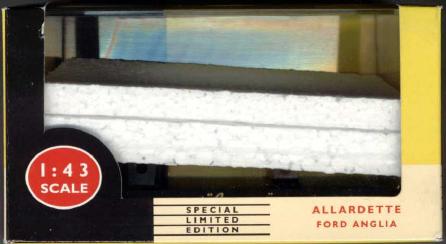 1:43
SCALE
SPECIAL
LIMITED
EDITION
ALLARDETTE
FORD ANGLIA